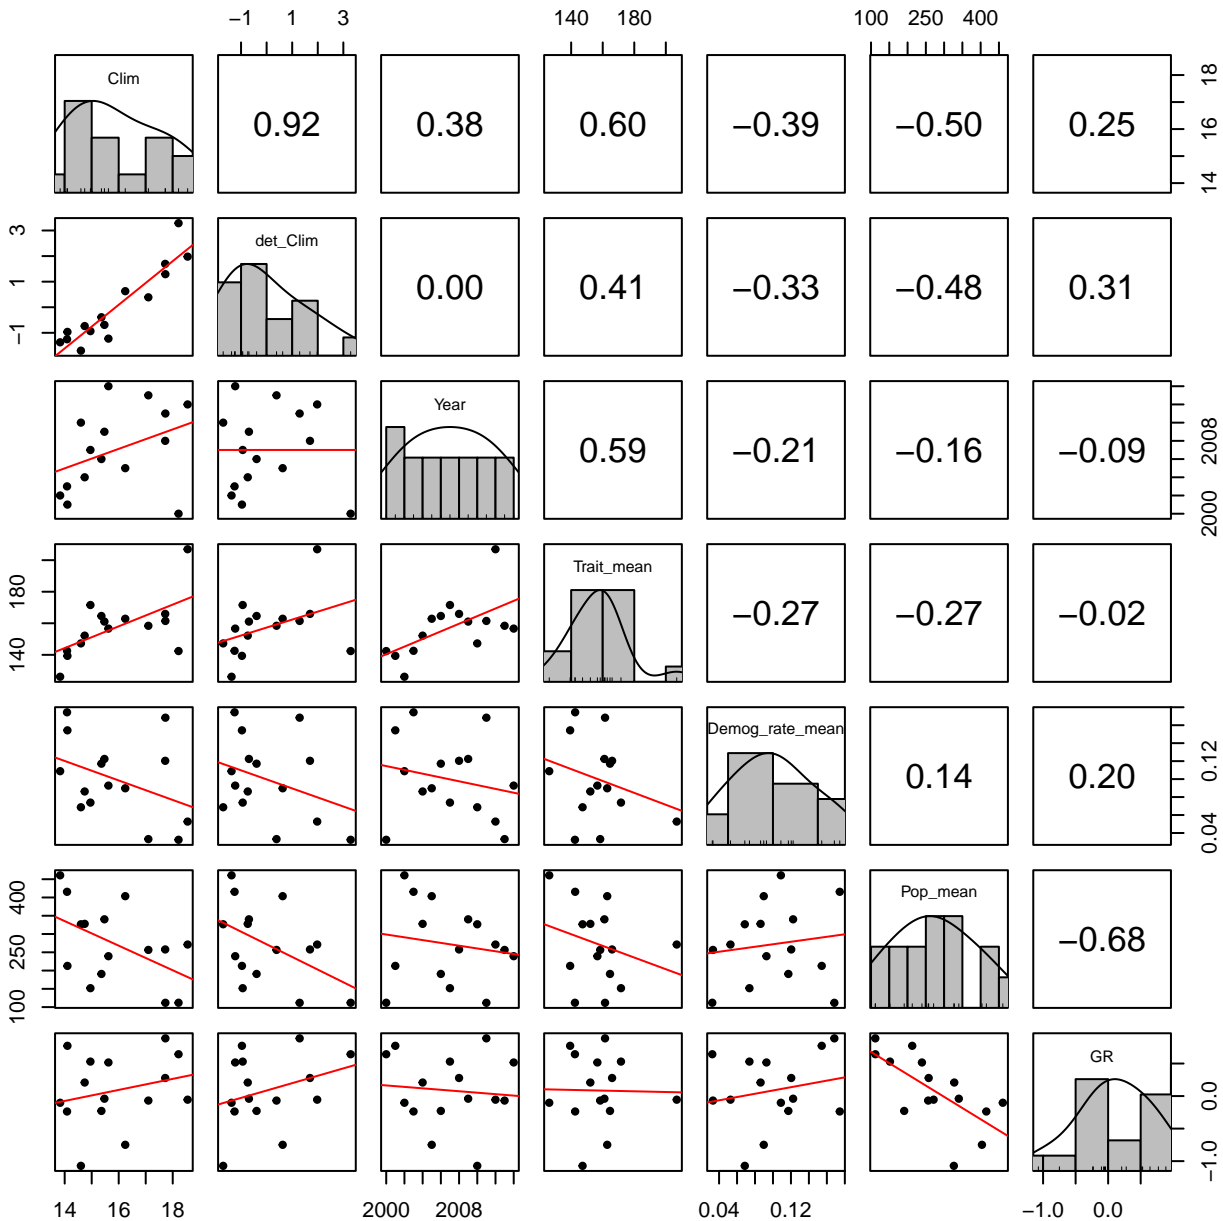 −1 1 3 140 180 100 250 400
Clim 0.92 0.38 0.60 −0.39 −0.50 0.25 14 16 18
−1 1 3 det_Clim 0.00 0.41 −0.33 −0.48 0.31
Year 0.59 −0.21 −0.16 −0.09 2000 2008
140 180 Trait_mean −0.27 −0.27 −0.02
Demog_rate_mean 0.14 0.20 0.04 0.12
100 250 400 Pop_mean −0.68
GR −1.0 0.0
14 16 18 2000 2008 0.04 0.12 −1.0 0.0